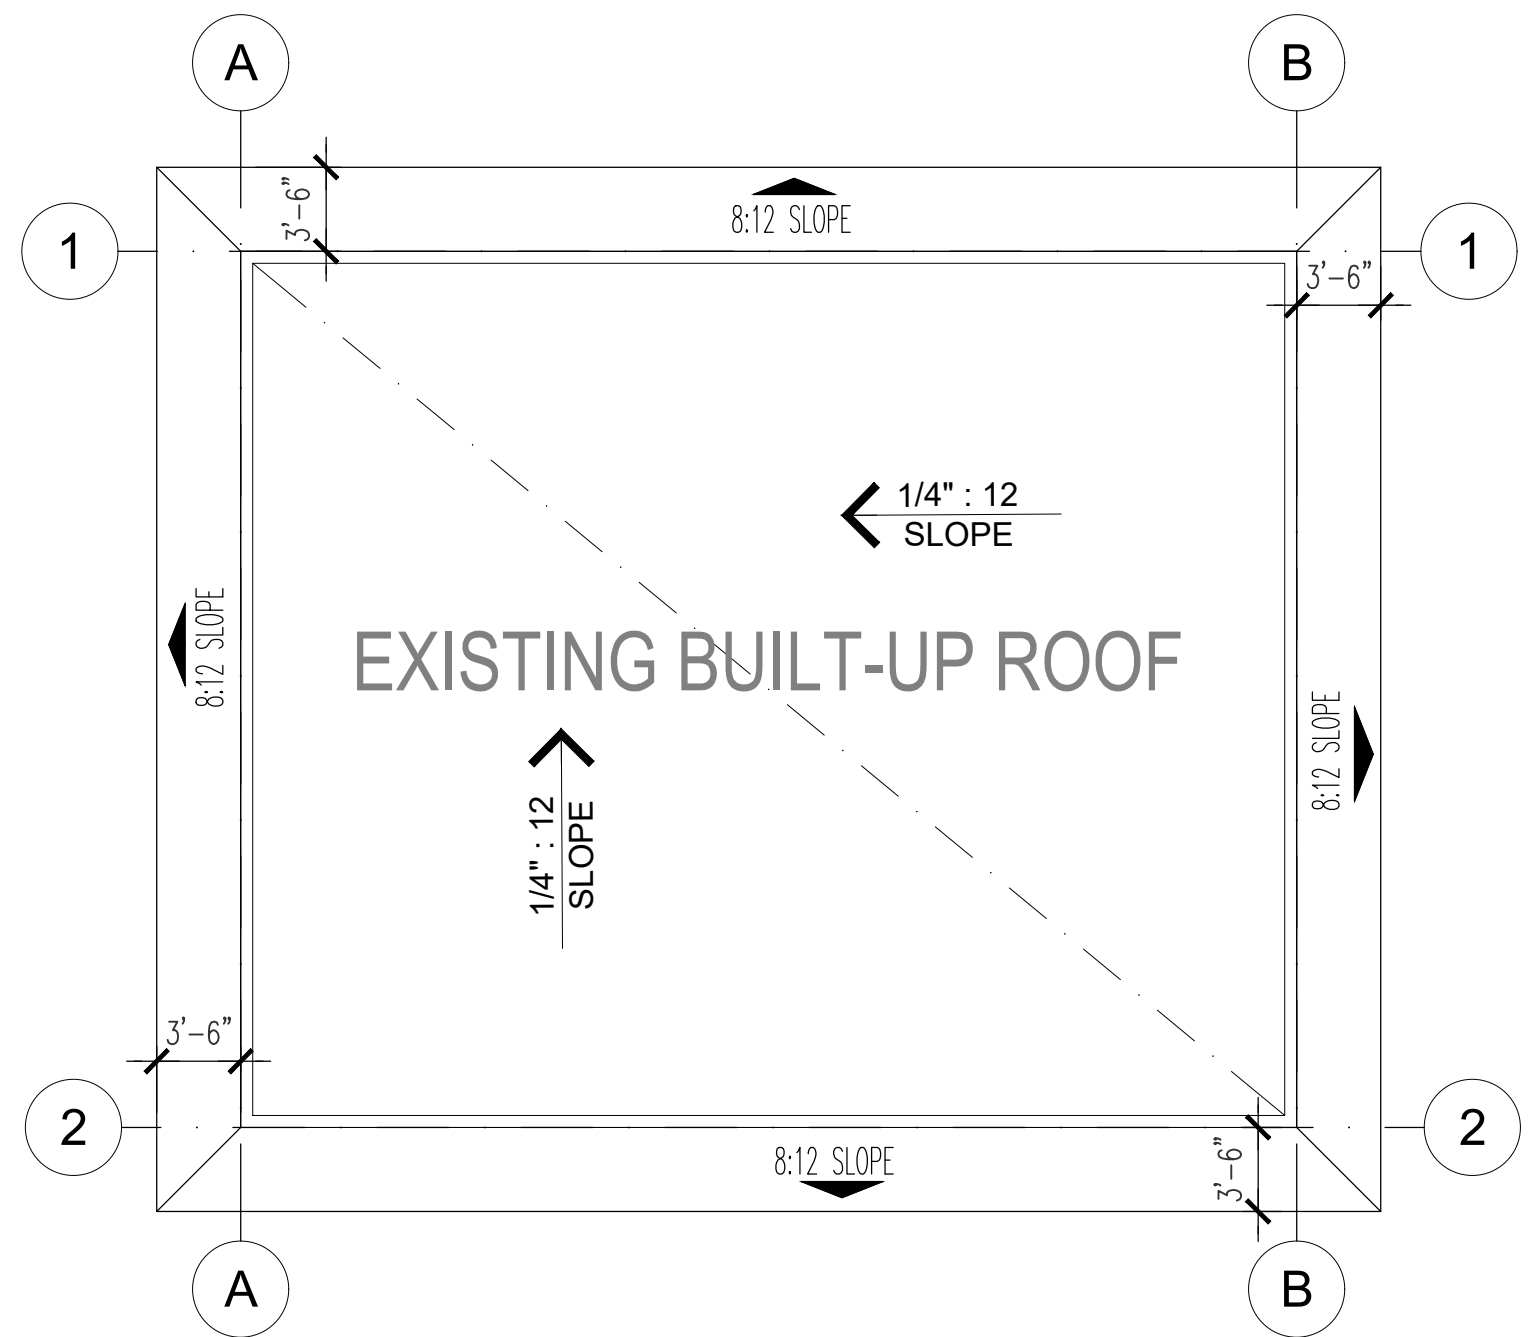 A
B
3'-6"
8:12 SLOPE
1
1
3'-6"
1/4" : 12
SLOPE
8:12 SLOPE
EXISTING BUILT-UP ROOF
8:12 SLOPE
1/4" : 12
SLOPE
3'-6"
2
2
8:12 SLOPE
3'-6"
A
B